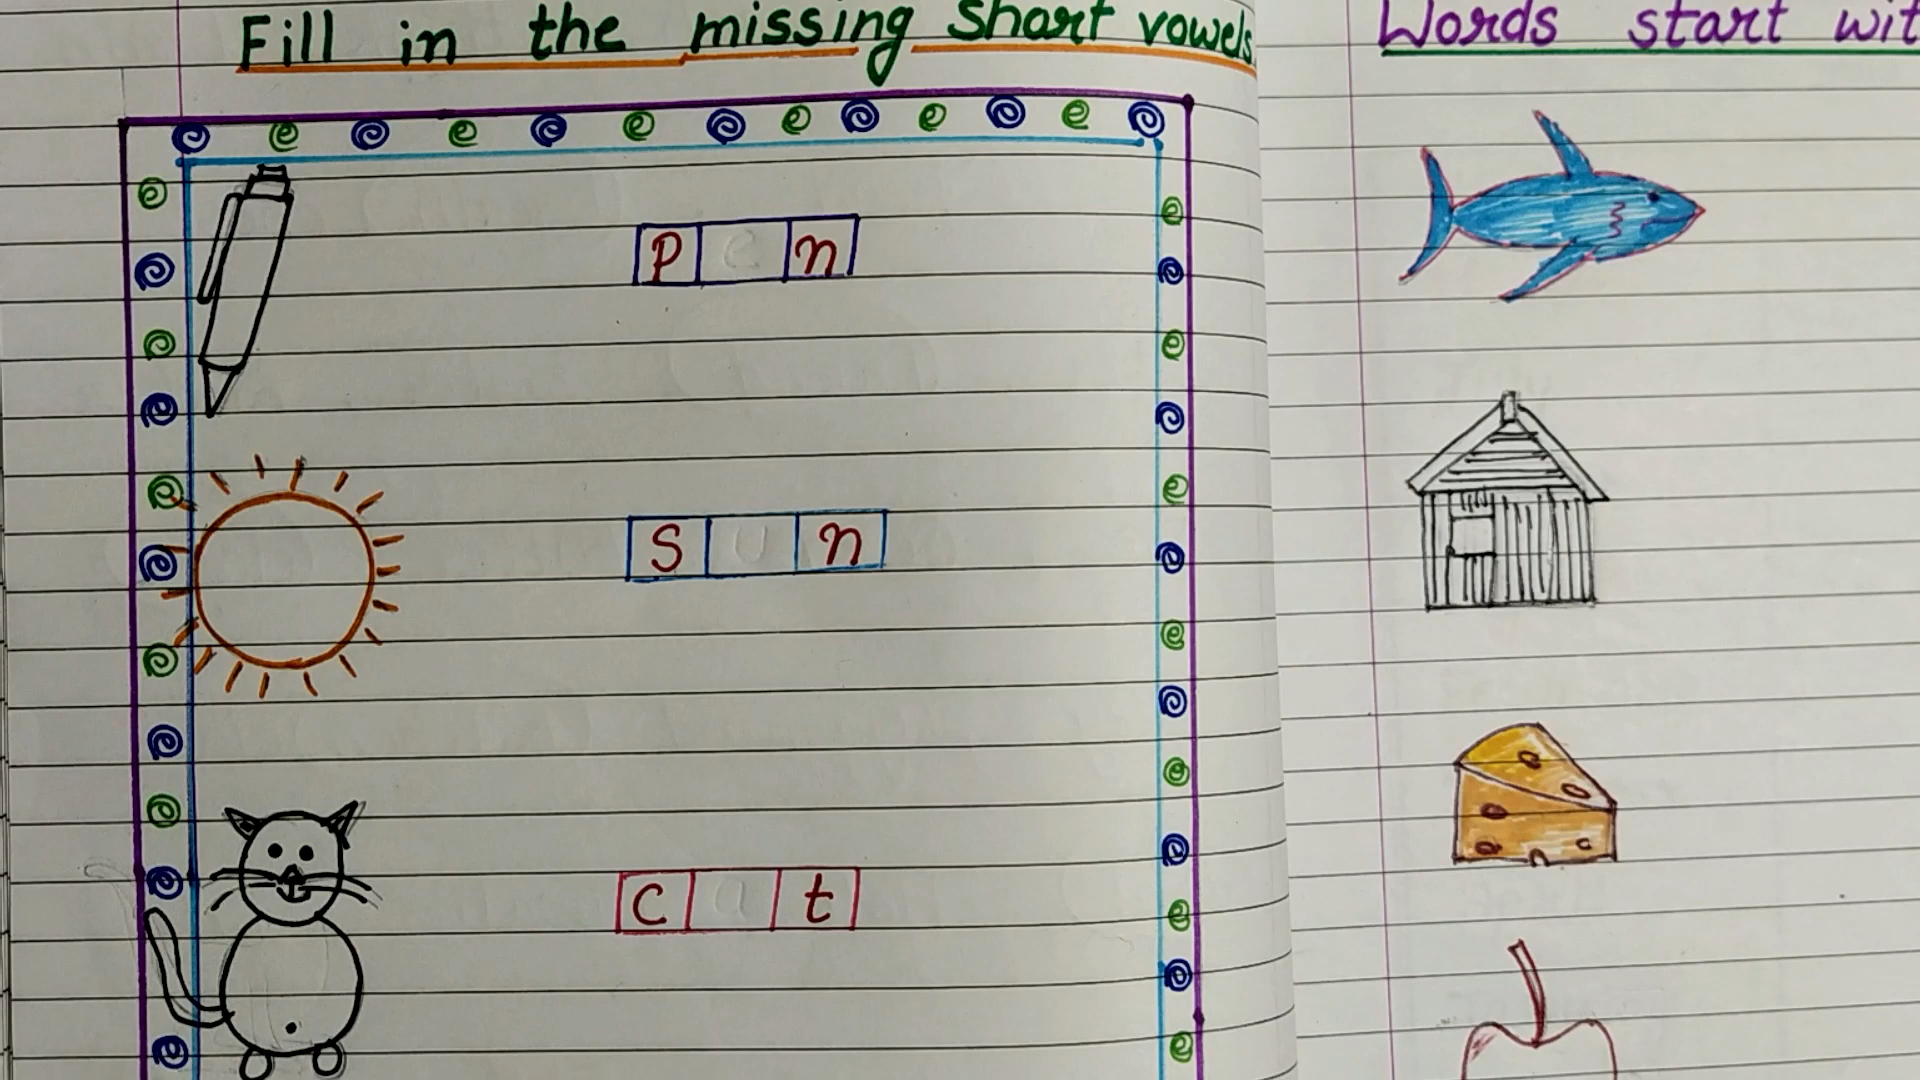 Fill in the missing Short vowels.
P e n
S u n
C a t
Words start wit